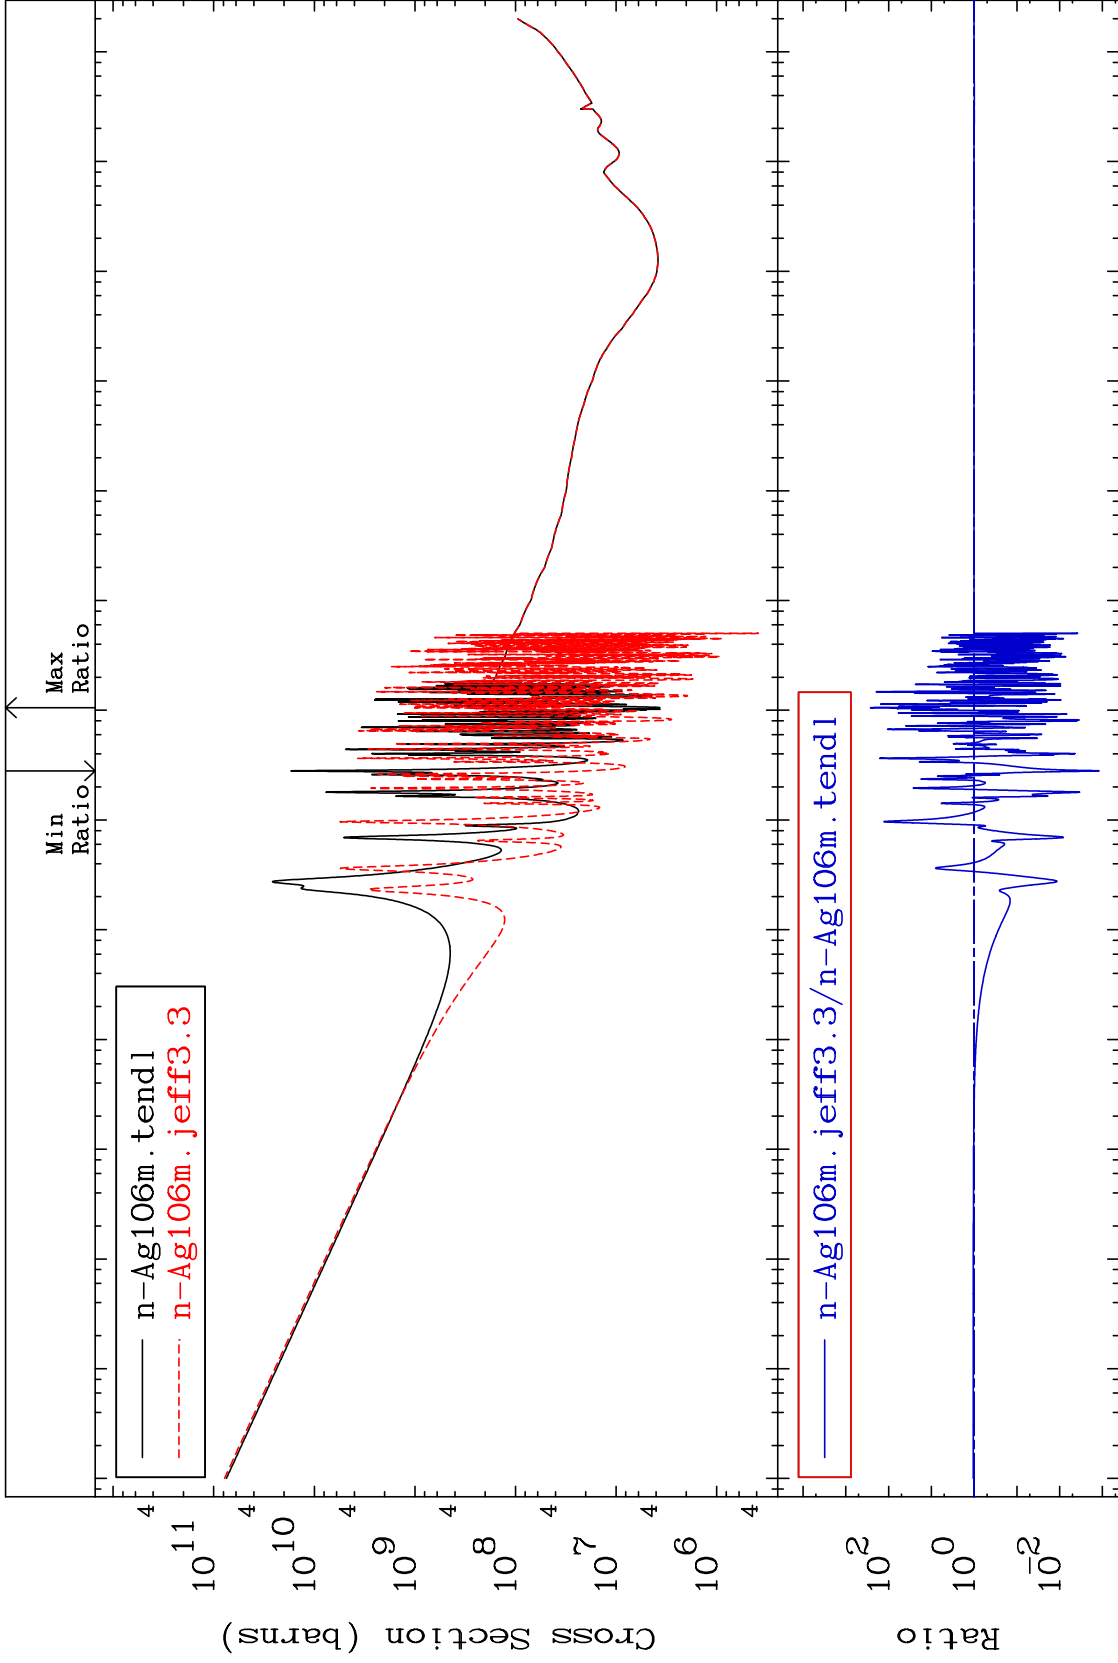 Min
Ratio
Max
Ratio
n-Ag106m.tendl
n-Ag106m.jeff3.3
Cross Section (barns)
4
10 11
4
10 10
4
10 9
4
10 8
4
10 7
4
10 6
4
n-Ag106m.jeff3.3/n-Ag106m.tendl
Ratio
10 2
10 0
10 -2